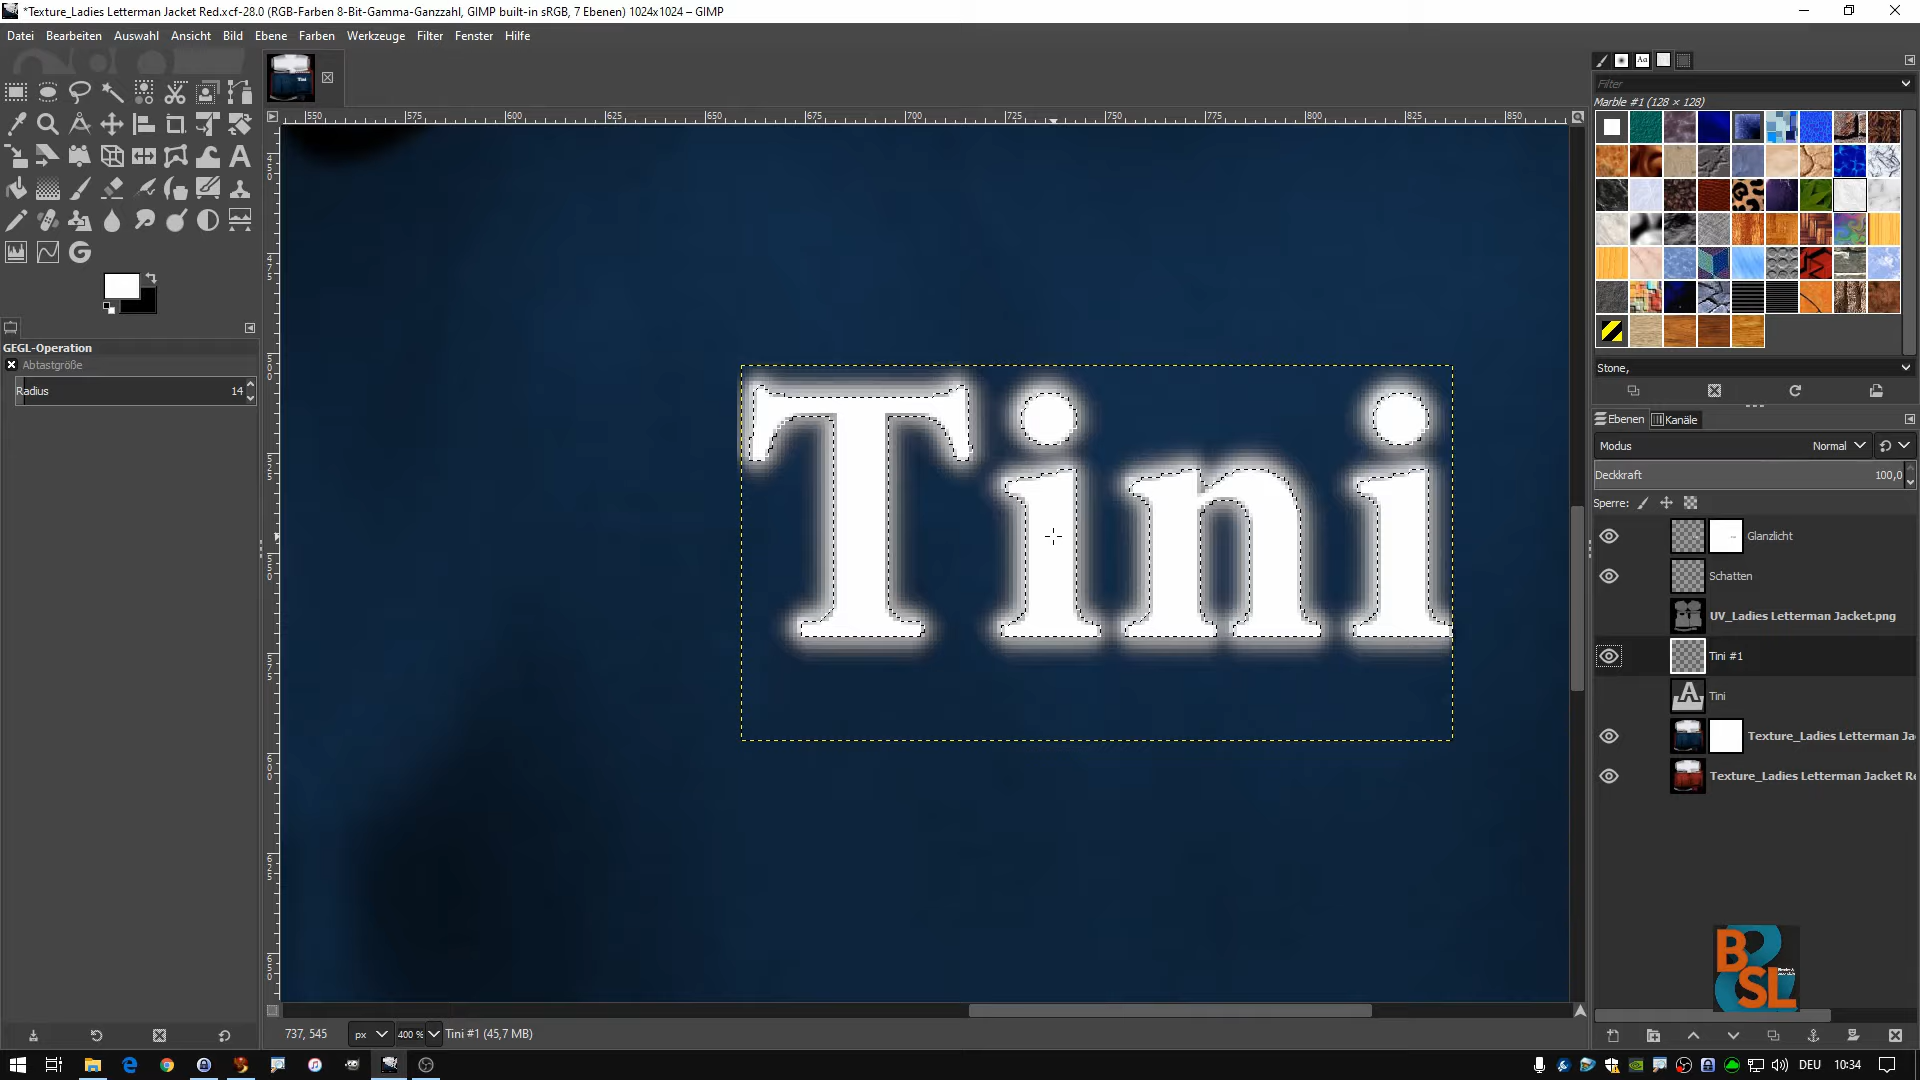 *Texture_Ladies Letterman Jacket Red.xcf-28.0 (RGB-Farben 8-Bit-Gamma-Ganzzahl, GIMP built-in sRGB, 7 Ebenen) 1024x1024 – GIMP
Datei Bearbeiten Auswahl Ansicht Bild Ebene Farben Werkzeuge Filter Fenster Hilfe
Filter
Marble #1 (128 × 128)
550 575 600 625 650 675 700 725 750 775 800 825 850
GEGL-Operation
Abtastgröße
Radius 14
Tini
Stone,
Ebenen Kanäle
Modus Normal
Deckkraft 100,0
Sperre:
Glanzlicht
Schatten
UV_Ladies Letterman Jacket.png
Tini #1
Tini
Texture_Ladies Letterman Ja
Texture_Ladies Letterman Jacket Re
B
SL
737, 545 px 400 % Tini #1 (45,7 MB)
DEU 10:34